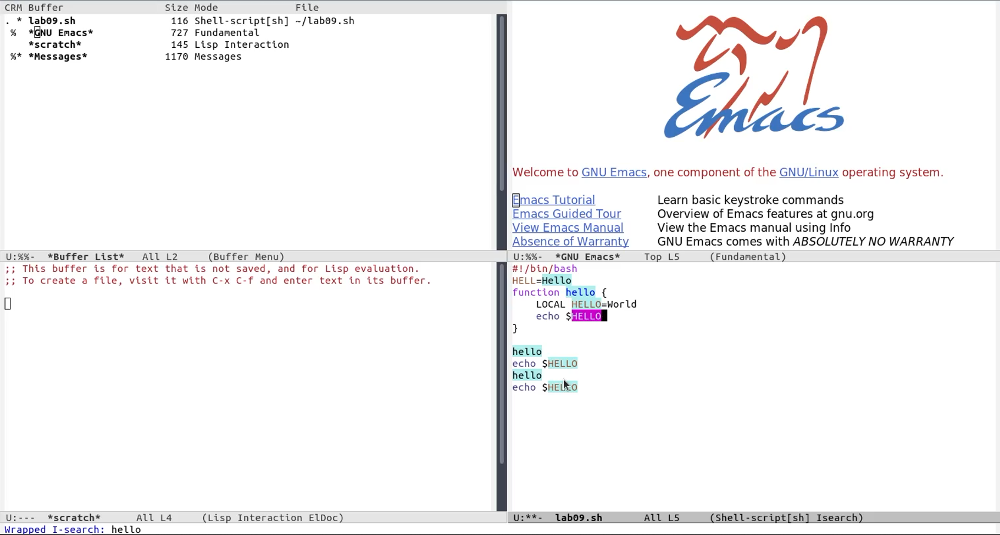 CRM Buffer Size Mode File
. * lab09.sh 116 Shell-script[sh] ~/lab09.sh
% *GNU Emacs* 727 Fundamental
*scratch* 145 Lisp Interaction
%* *Messages* 1170 Messages
U:%%- *Buffer List* All L2 (Buffer Menu)
Emacs
Welcome to GNU Emacs, one component of the GNU/Linux operating system.
Emacs Tutorial Learn basic keystroke commands
Emacs Guided Tour Overview of Emacs features at gnu.org
View Emacs Manual View the Emacs manual using Info
Absence of Warranty GNU Emacs comes with ABSOLUTELY NO WARRANTY
U:%%- *GNU Emacs* Top L5 (Fundamental)
;; This buffer is for text that is not saved, and for Lisp evaluation.
;; To create a file, visit it with C-x C-f and enter text in its buffer.
U:--- *scratch* All L4 (Lisp Interaction ElDoc)
#!/bin/bash
HELL=Hello
function hello {
LOCAL HELLO=World
echo $HELLO
}
hello
echo $HELLO
hello
echo $HELLO
U:**- lab09.sh All L5 (Shell-script[sh] Isearch)
Wrapped I-search: hello